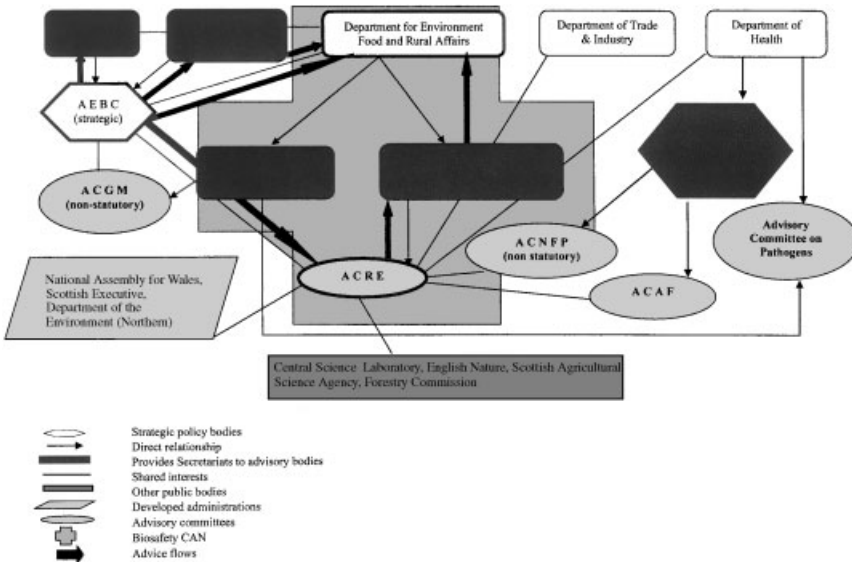 Department for Environment
Food and Rural Affairs
Department of Trade
& Industry
Department of
Health
A E B C
(strategic)
A C G M
(non-statutory)
A C N F P
(non statutory)
Advisory
Committee on
Pathogens
A C R E
A C A F
National Assembly for Wales,
Scottish Executive,
Department of the
Environment (Northern)
Central Science Laboratory, English Nature, Scottish Agricultural
Science Agency, Forestry Commission
Strategic policy bodies
Direct relationship
Provides Secretariats to advisory bodies
Shared interests
Other public bodies
Developed administrations
Advisory committees
Biosafety CAN
Advice flows